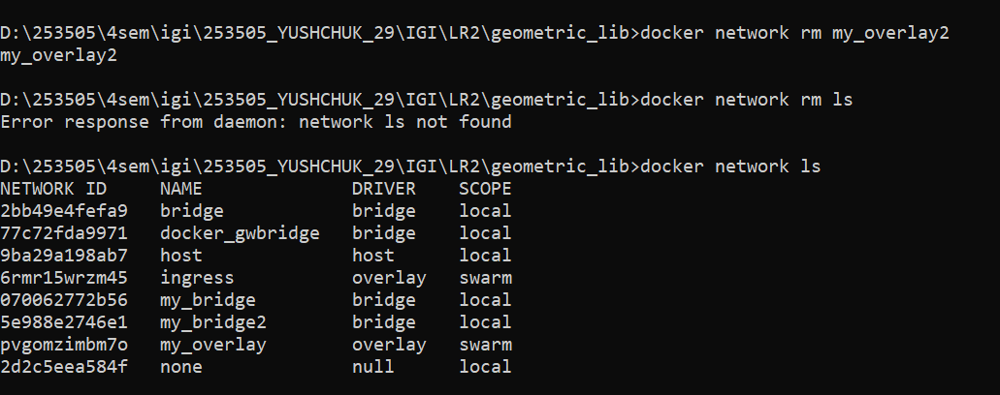 D:\253505\4sem\igi\253505_YUSHCHUK_29\IGI\LR2\geometric_lib>docker network rm my_overlay2
my_overlay2
D:\253505\4sem\igi\253505_YUSHCHUK_29\IGI\LR2\geometric_lib>docker network rm ls
Error response from daemon: network ls not found
D:\253505\4sem\igi\253505_YUSHCHUK_29\IGI\LR2\geometric_lib>docker network ls
NETWORK ID     NAME              DRIVER    SCOPE
2bb49e4fefa9   bridge            bridge    local
77c72fda9971   docker_gwbridge   bridge    local
9ba29a198ab7   host              host      local
6rmr15wrzm45   ingress           overlay   swarm
070062772b56   my_bridge         bridge    local
5e988e2746e1   my_bridge2        bridge    local
pvgomzimbm7o   my_overlay        overlay   swarm
2d2c5eea584f   none              null      local